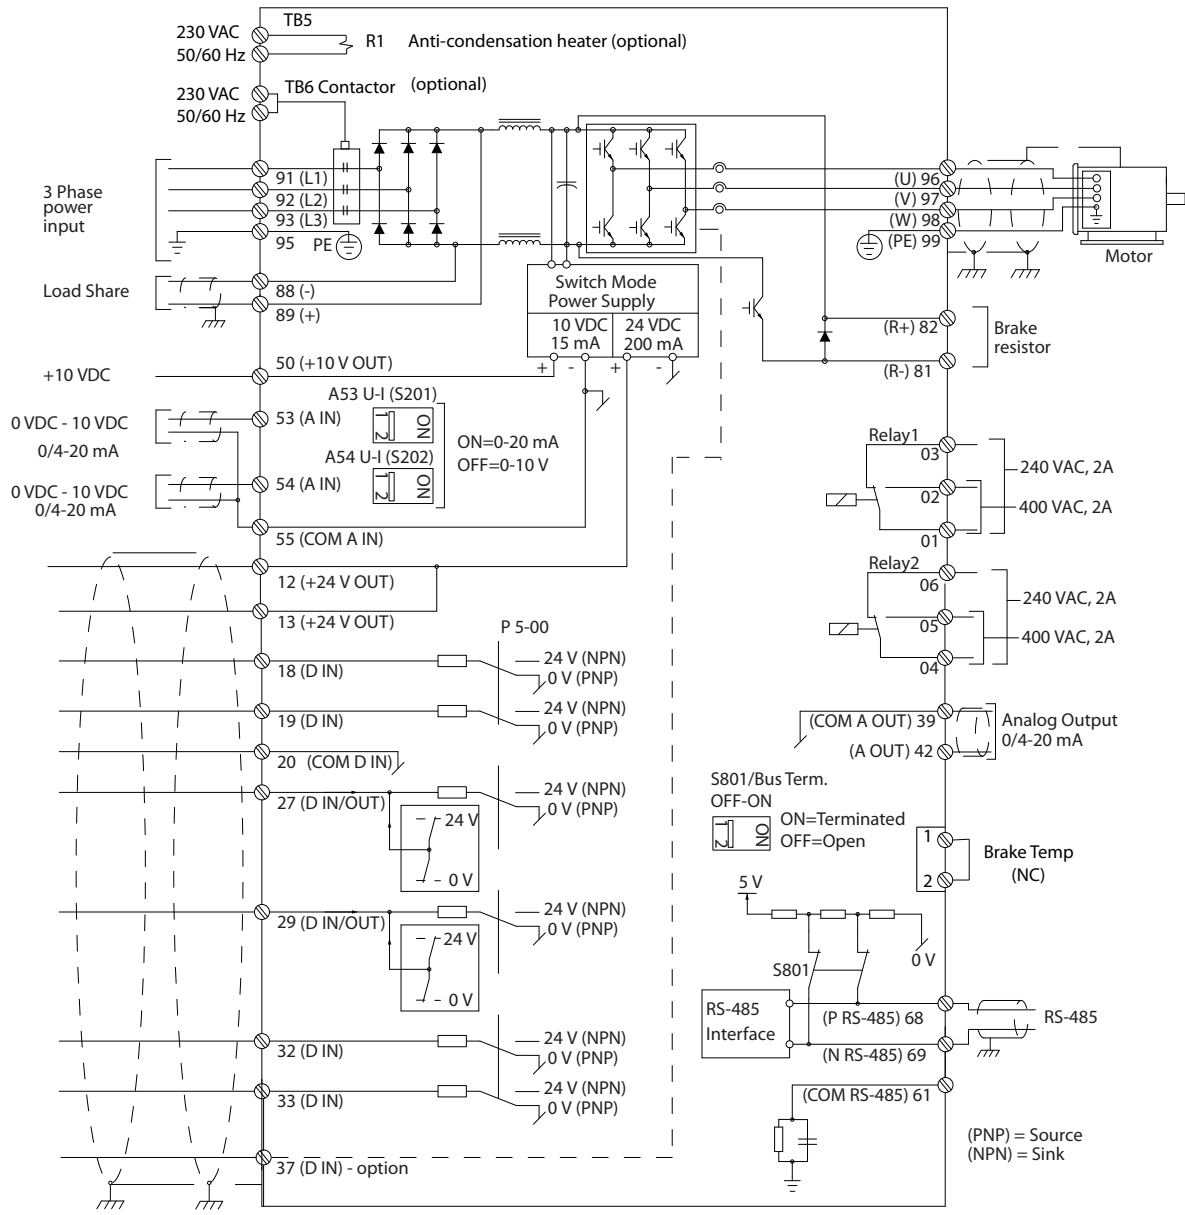 TB5
230 VAC
50/60 Hz
R1
Anti-condensation heater (optional)
TB6 Contactor (optional)
230 VAC
50/60 Hz
3 Phase
power
input
91 (L1)
92 (L2)
93 (L3)
95
PE
(U) 96
(V) 97
(W) 98
(PE) 99
Motor
Load Share
88 (-)
89 (+)
Switch Mode
Power Supply
10 VDC
15 mA
24 VDC
200 mA
+ - + -
(R+) 82
(R-) 81
Brake
resistor
+10 VDC
50 (+10 V OUT)
A53 U-I (S201)
0 VDC - 10 VDC
0/4-20 mA
53 (A IN)
1 2
ON
A54 U-I (S202)
ON=0-20 mA
OFF=0-10 V
0 VDC - 10 VDC
0/4-20 mA
54 (A IN)
1 2
ON
55 (COM A IN)
Relay1
03
02
01
240 VAC, 2A
400 VAC, 2A
12 (+24 V OUT)
13 (+24 V OUT)
Relay2
06
05
04
240 VAC, 2A
400 VAC, 2A
P 5-00
18 (D IN)
24 V (NPN)
0 V (PNP)
19 (D IN)
24 V (NPN)
0 V (PNP)
20 (COM D IN)
27 (D IN/OUT)
24 V (NPN)
0 V (PNP)
24 V
0 V
29 (D IN/OUT)
24 V (NPN)
0 V (PNP)
24 V
0 V
32 (D IN)
24 V (NPN)
0 V (PNP)
33 (D IN)
24 V (NPN)
0 V (PNP)
37 (D IN) - option
(COM A OUT) 39
(A OUT) 42
Analog Output
0/4-20 mA
S801/Bus Term.
OFF-ON
1 2
ON
ON=Terminated
OFF=Open
1
2
Brake Temp
(NC)
5 V
0 V
S801
RS-485
Interface
(P RS-485) 68
(N RS-485) 69
RS-485
(COM RS-485) 61
(PNP) = Source
(NPN) = Sink